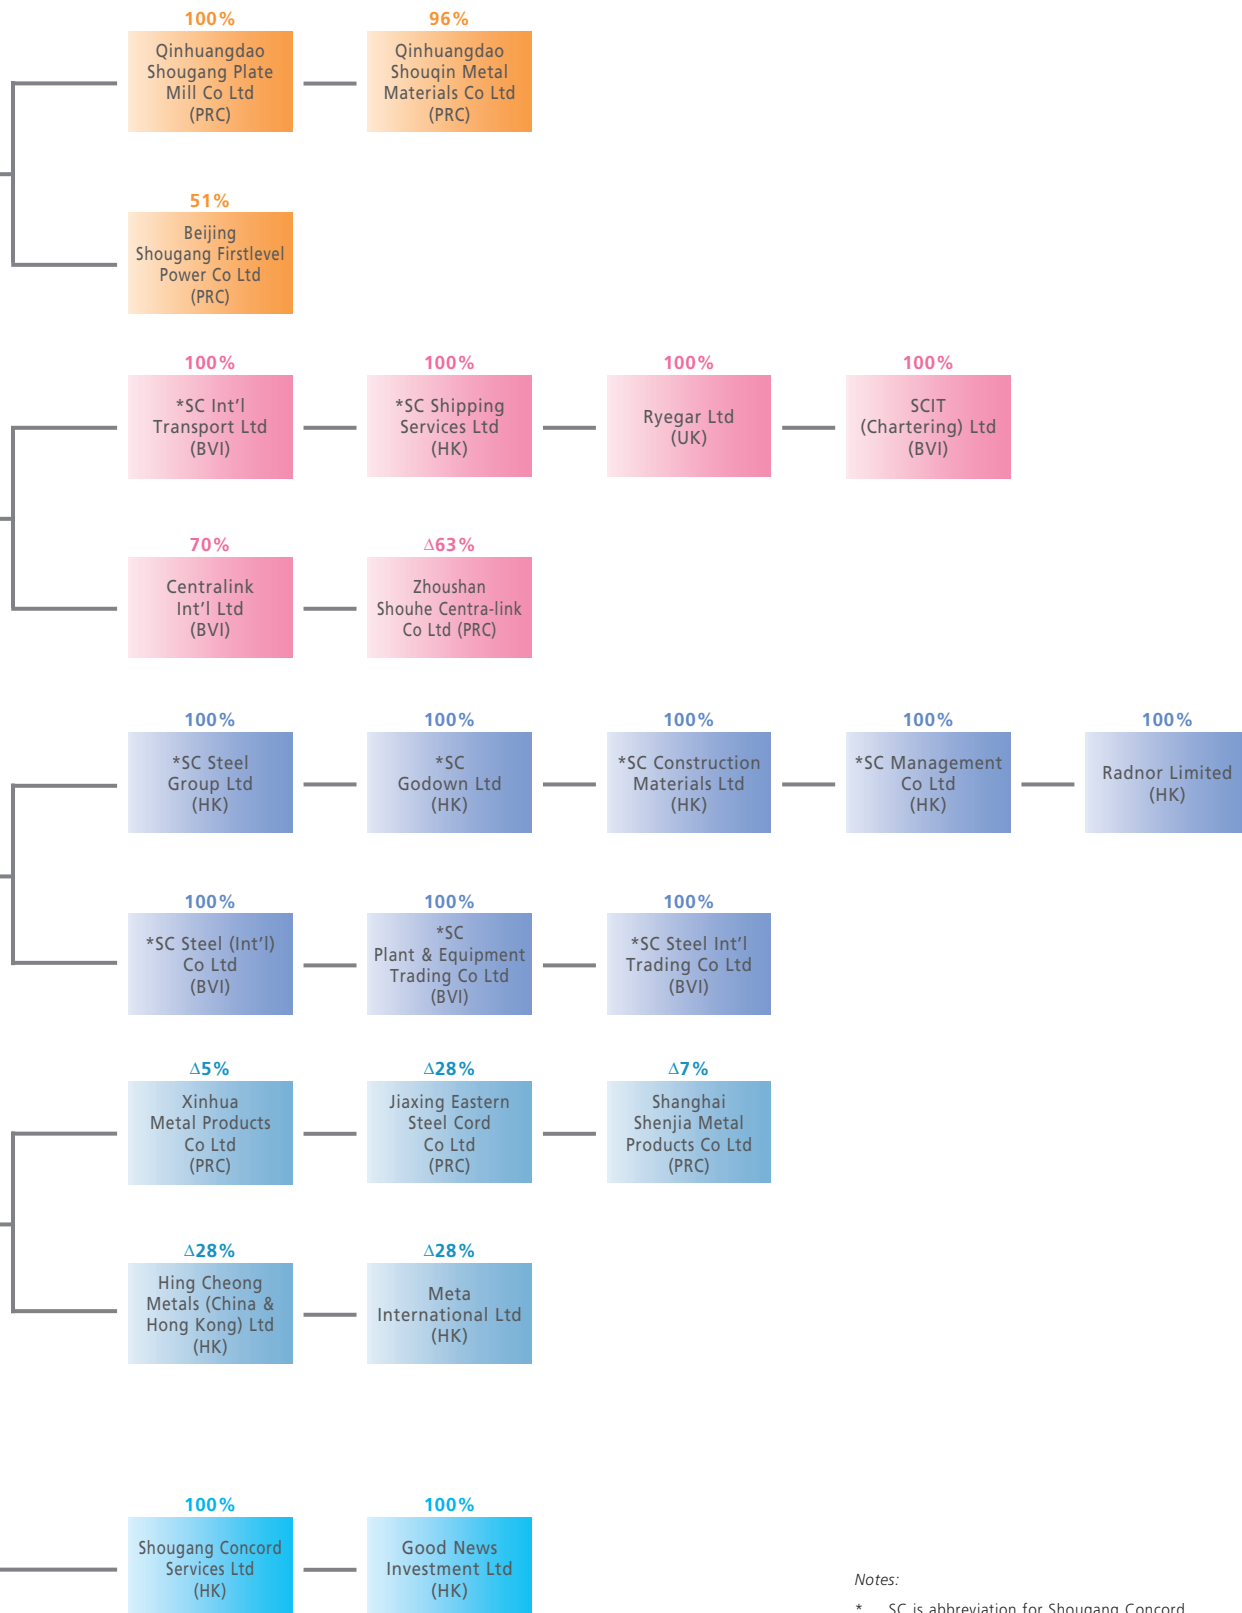 100%
Qinhuangdao
Shougang Plate
Mill Co Ltd
(PRC)
96%
Qinhuangdao
Shouqin Metal
Materials Co Ltd
(PRC)
51%
Beijing
Shougang Firstlevel
Power Co Ltd
(PRC)
100%
*SC Int'l
Transport Ltd
(BVI)
100%
*SC Shipping
Services Ltd
(HK)
100%
Ryegar Ltd
(UK)
100%
SCIT
(Chartering) Ltd
(BVI)
70%
Centralink
Int'l Ltd
(BVI)
Δ63%
Zhoushan
Shouhe Centra-link
Co Ltd (PRC)
100%
*SC Steel
Group Ltd
(HK)
100%
*SC
Godown Ltd
(HK)
100%
*SC Construction
Materials Ltd
(HK)
100%
*SC Management
Co Ltd
(HK)
100%
Radnor Limited
(HK)
100%
*SC Steel (Int'l)
Co Ltd
(BVI)
100%
*SC
Plant & Equipment
Trading Co Ltd
(BVI)
100%
*SC Steel Int'l
Trading Co Ltd
(BVI)
Δ5%
Xinhua
Metal Products
Co Ltd
(PRC)
Δ28%
Jiaxing Eastern
Steel Cord
Co Ltd
(PRC)
Δ7%
Shanghai
Shenjia Metal
Products Co Ltd
(PRC)
Δ28%
Hing Cheong
Metals (China &
Hong Kong) Ltd
(HK)
Δ28%
Meta
International Ltd
(HK)
100%
Shougang Concord
Services Ltd
(HK)
100%
Good News
Investment Ltd
(HK)
Notes:
* SC is abbreviation for Shougang Concord